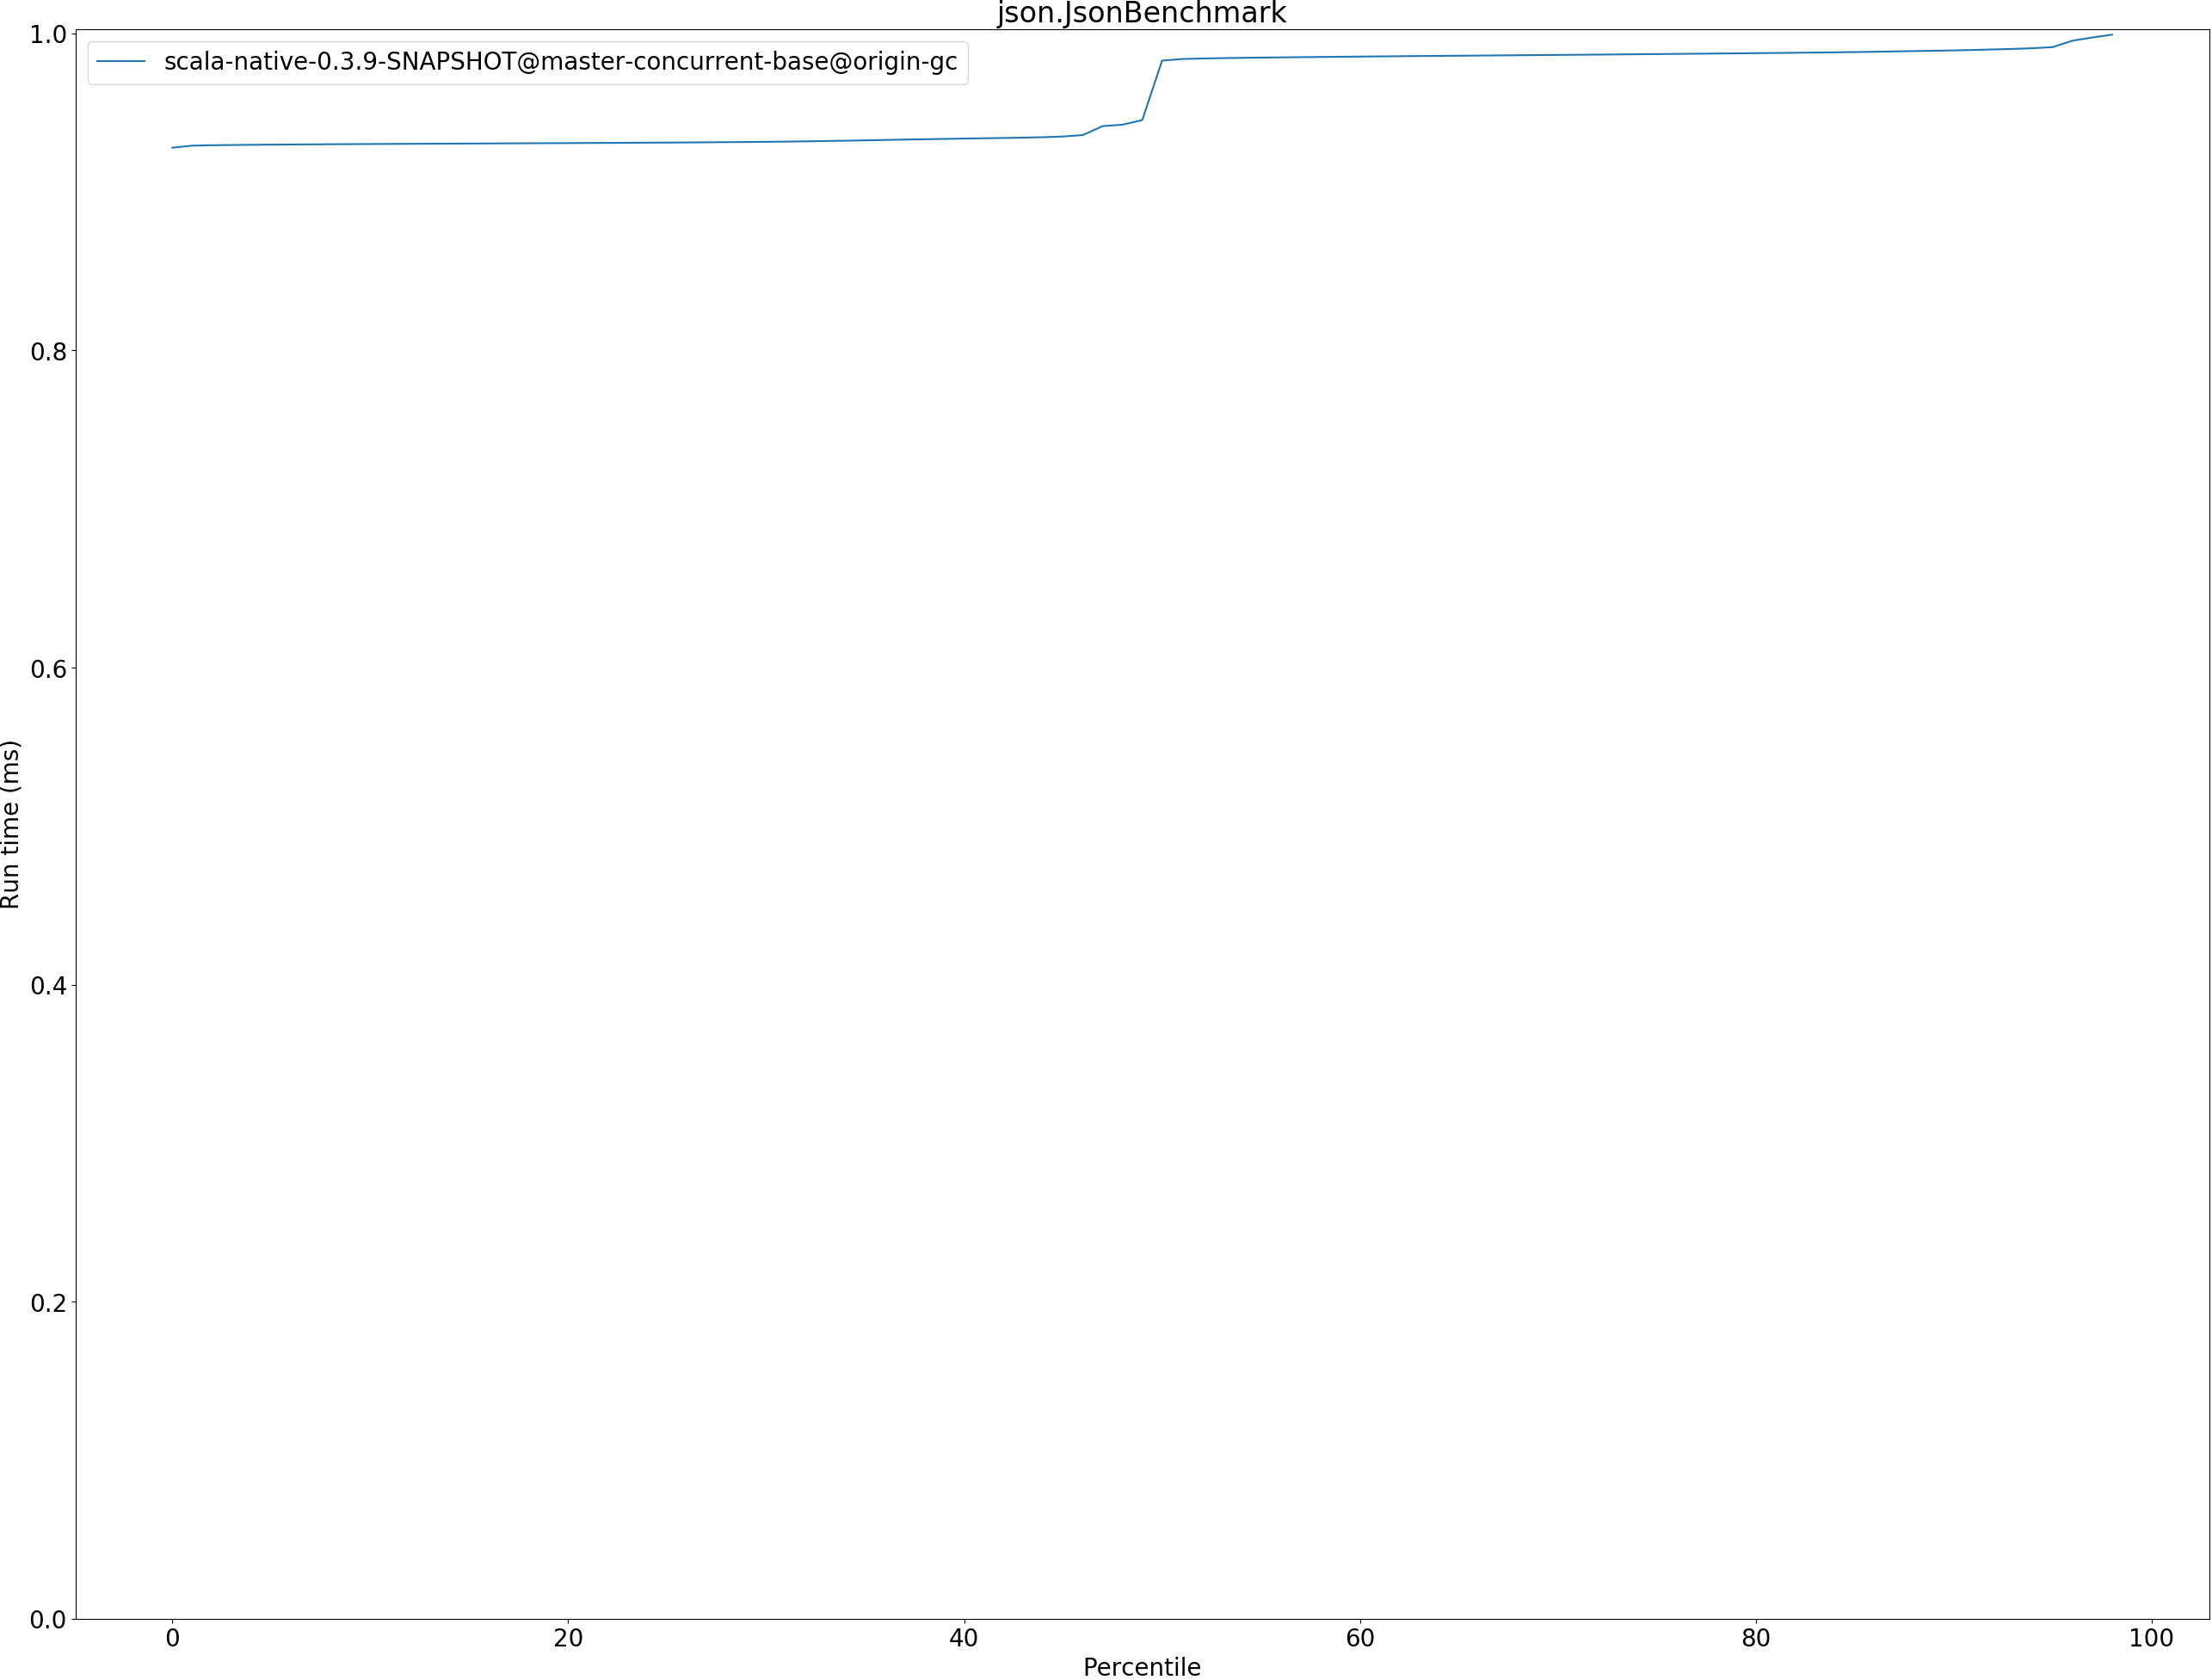 json.JsonBenchmark
scala-native-0.3.9-SNAPSHOT@master-concurrent-base@origin-gc
1.0
0.8
0.6
0.4
0.2
0.0
Run time (ms)
0 20 40 60 80 100
Percentile